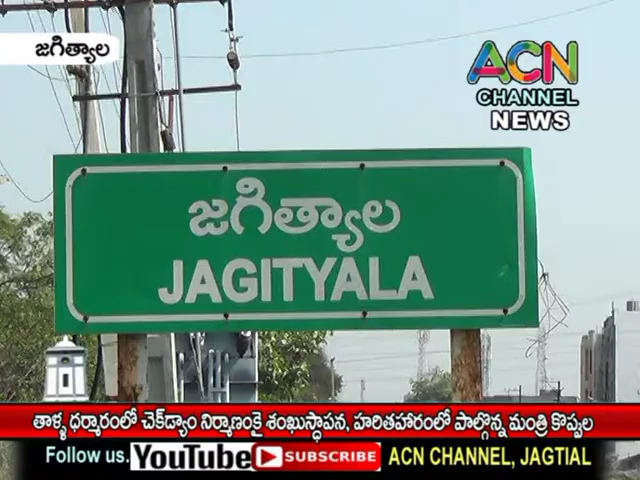 జగిత్యాల
ACN
CHANNEL
NEWS
జగిత్యాల
JAGITYALA
తాళ్ళ ధర్మారంలో చెక్‌డ్యాం నిర్మాణంకై శంఖుస్థాపన, హరితహారంలో పాల్గొన్న మంత్రి కొప్పుల
Follow us. YouTube SUBSCRIBE ACN CHANNEL, JAGTIAL